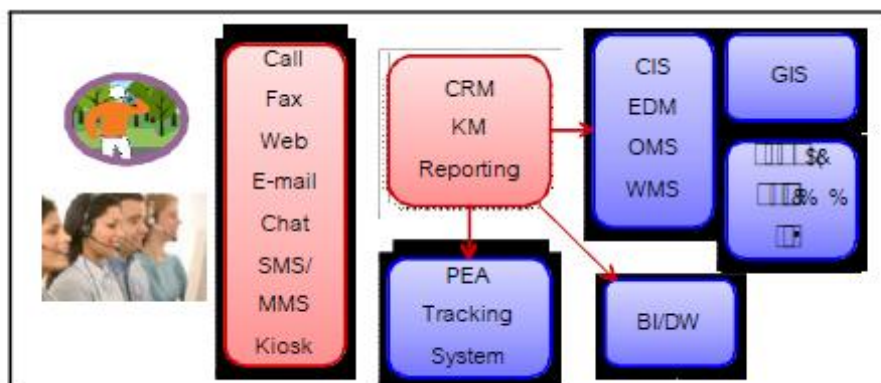 Call
Fax
Web
E-mail
Chat
SMS/
MMS
Kiosk
CRM
KM
Reporting
PEA
Tracking
System
CIS
EDM
OMS
WMS
GIS
BI/DW